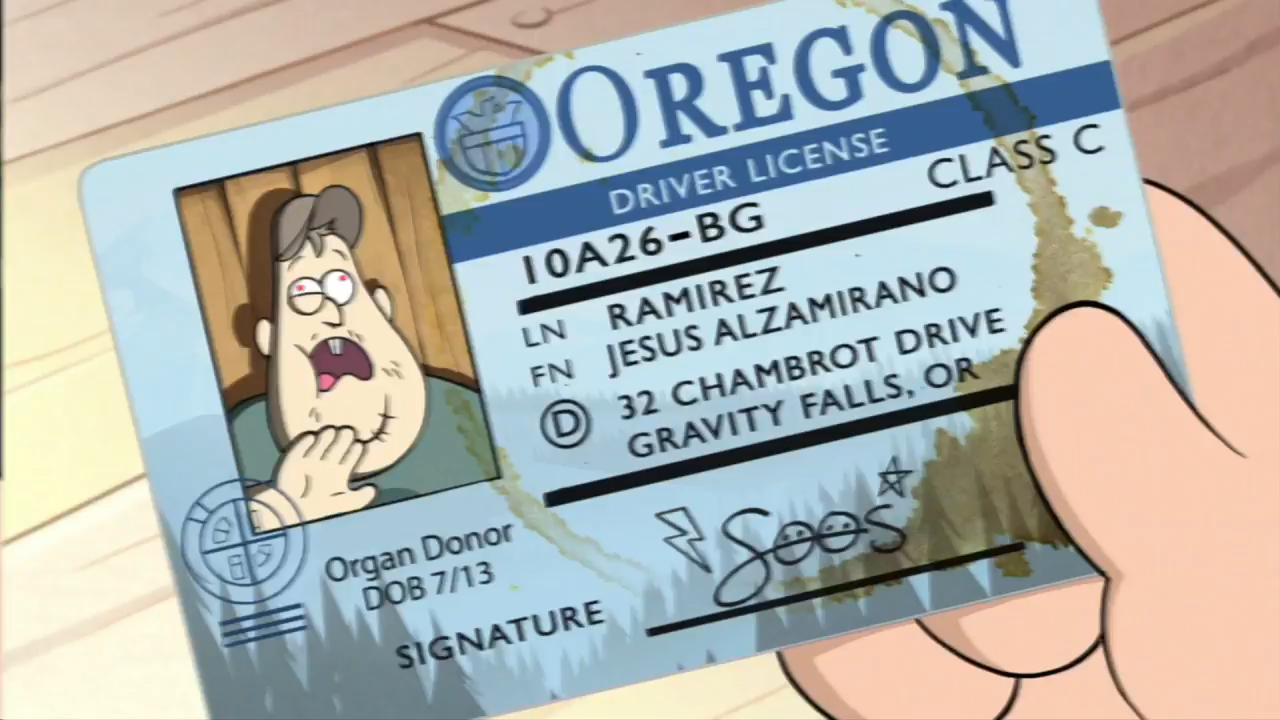 OREGON
DRIVER LICENSE
CLASS C
10A26-BG
LN RAMIREZ
FN JESUS ALZAMIRANO
D 32 CHAMBROT DRIVE
GRAVITY FALLS, OR
Organ Donor
DOB 7/13
SIGNATURE Soos